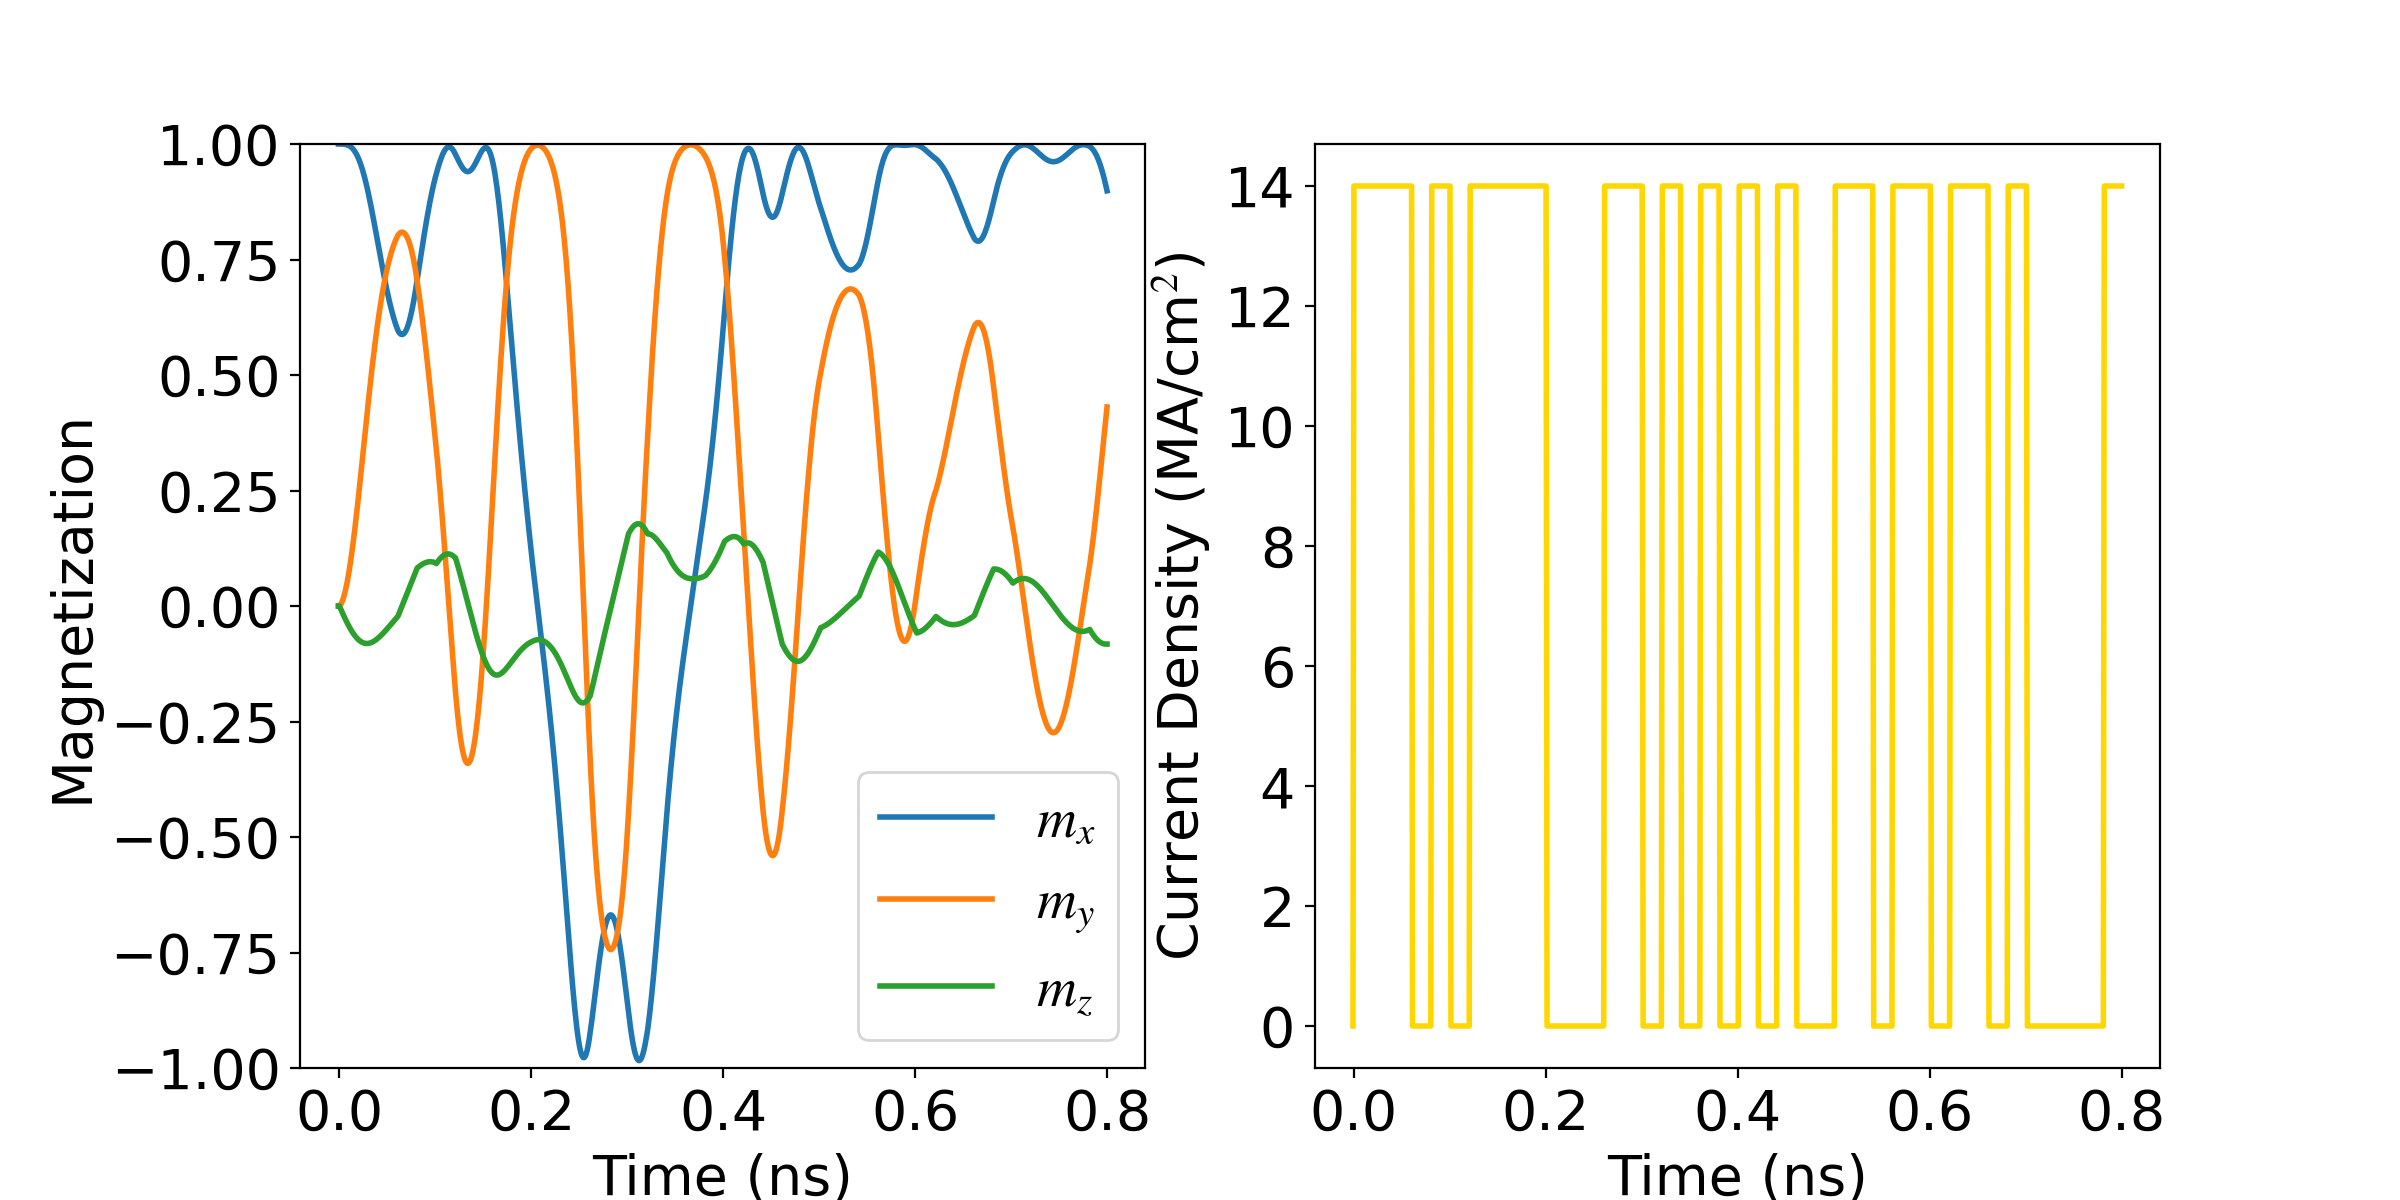 1.00
0.75
0.50
0.25
0.00
−0.25
−0.50
−0.75
−1.00
Magnetization
0.0 0.2 0.4 0.6 0.8
Time (ns)
m_x
m_y
m_z
14
12
10
8
6
4
2
0
Current Density (MA/cm²)
0.0 0.2 0.4 0.6 0.8
Time (ns)